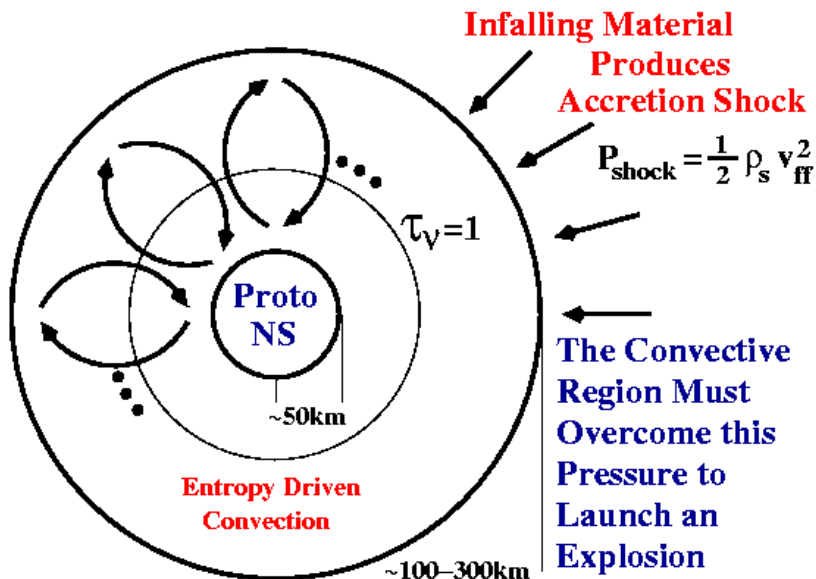 Infalling Material
Produces
Accretion Shock
P_shock = 1/2 ρ_s v_ff^2
τ_ν=1
Proto
NS
~50km
The Convective
Region Must
Overcome this
Pressure to
Launch an
Explosion
Entropy Driven
Convection
~100–300km